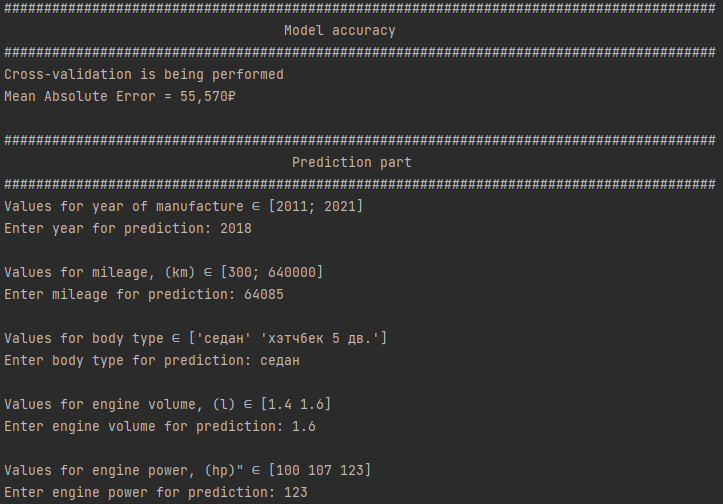 #########################################################################################
Model accuracy
#########################################################################################
Cross-validation is being performed
Mean Absolute Error = 55,570₽
#########################################################################################
Prediction part
#########################################################################################
Values for year of manufacture ∈ [2011; 2021]
Enter year for prediction: 2018
Values for mileage, (km) ∈ [300; 640000]
Enter mileage for prediction: 64085
Values for body type ∈ ['седан' 'хэтчбек 5 дв.']
Enter body type for prediction: седан
Values for engine volume, (l) ∈ [1.4 1.6]
Enter engine volume for prediction: 1.6
Values for engine power, (hp)" ∈ [100 107 123]
Enter engine power for prediction: 123